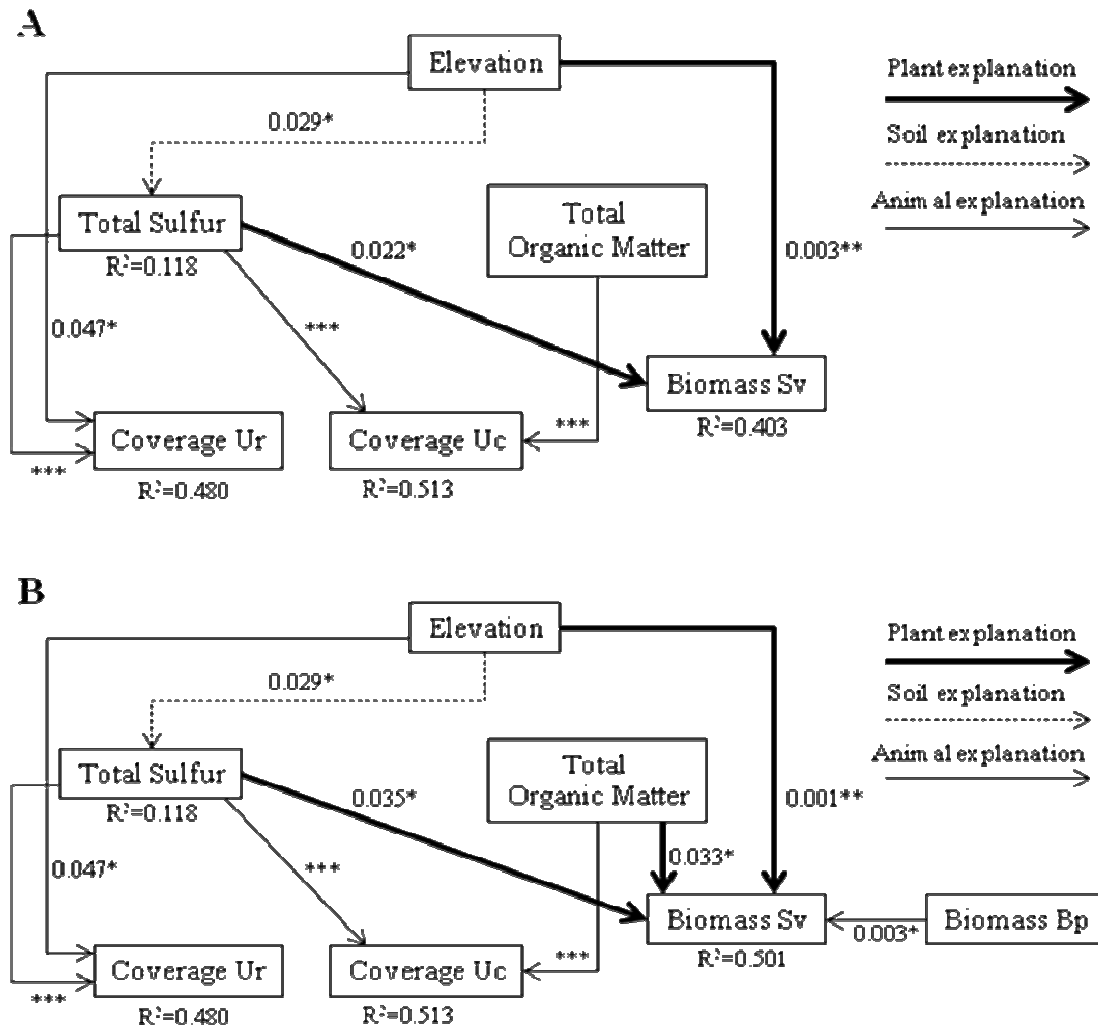 A
Elevation
Plant explanation
0.029*
Soil explanation
Total Sulfur
Total
Organic Matter
Animal explanation
R²=0.118
0.022*
0.003**
0.047*
***
Biomass Sv
R²=0.403
Coverage Ur
Coverage Uc
***
***
R²=0.480
R²=0.513
B
Elevation
Plant explanation
0.029*
Soil explanation
Total Sulfur
Total
Organic Matter
Animal explanation
R²=0.118
0.035*
0.001**
0.047*
***
0.033*
Biomass Sv
Biomass Bp
0.003*
R²=0.501
Coverage Ur
Coverage Uc
***
***
R²=0.480
R²=0.513